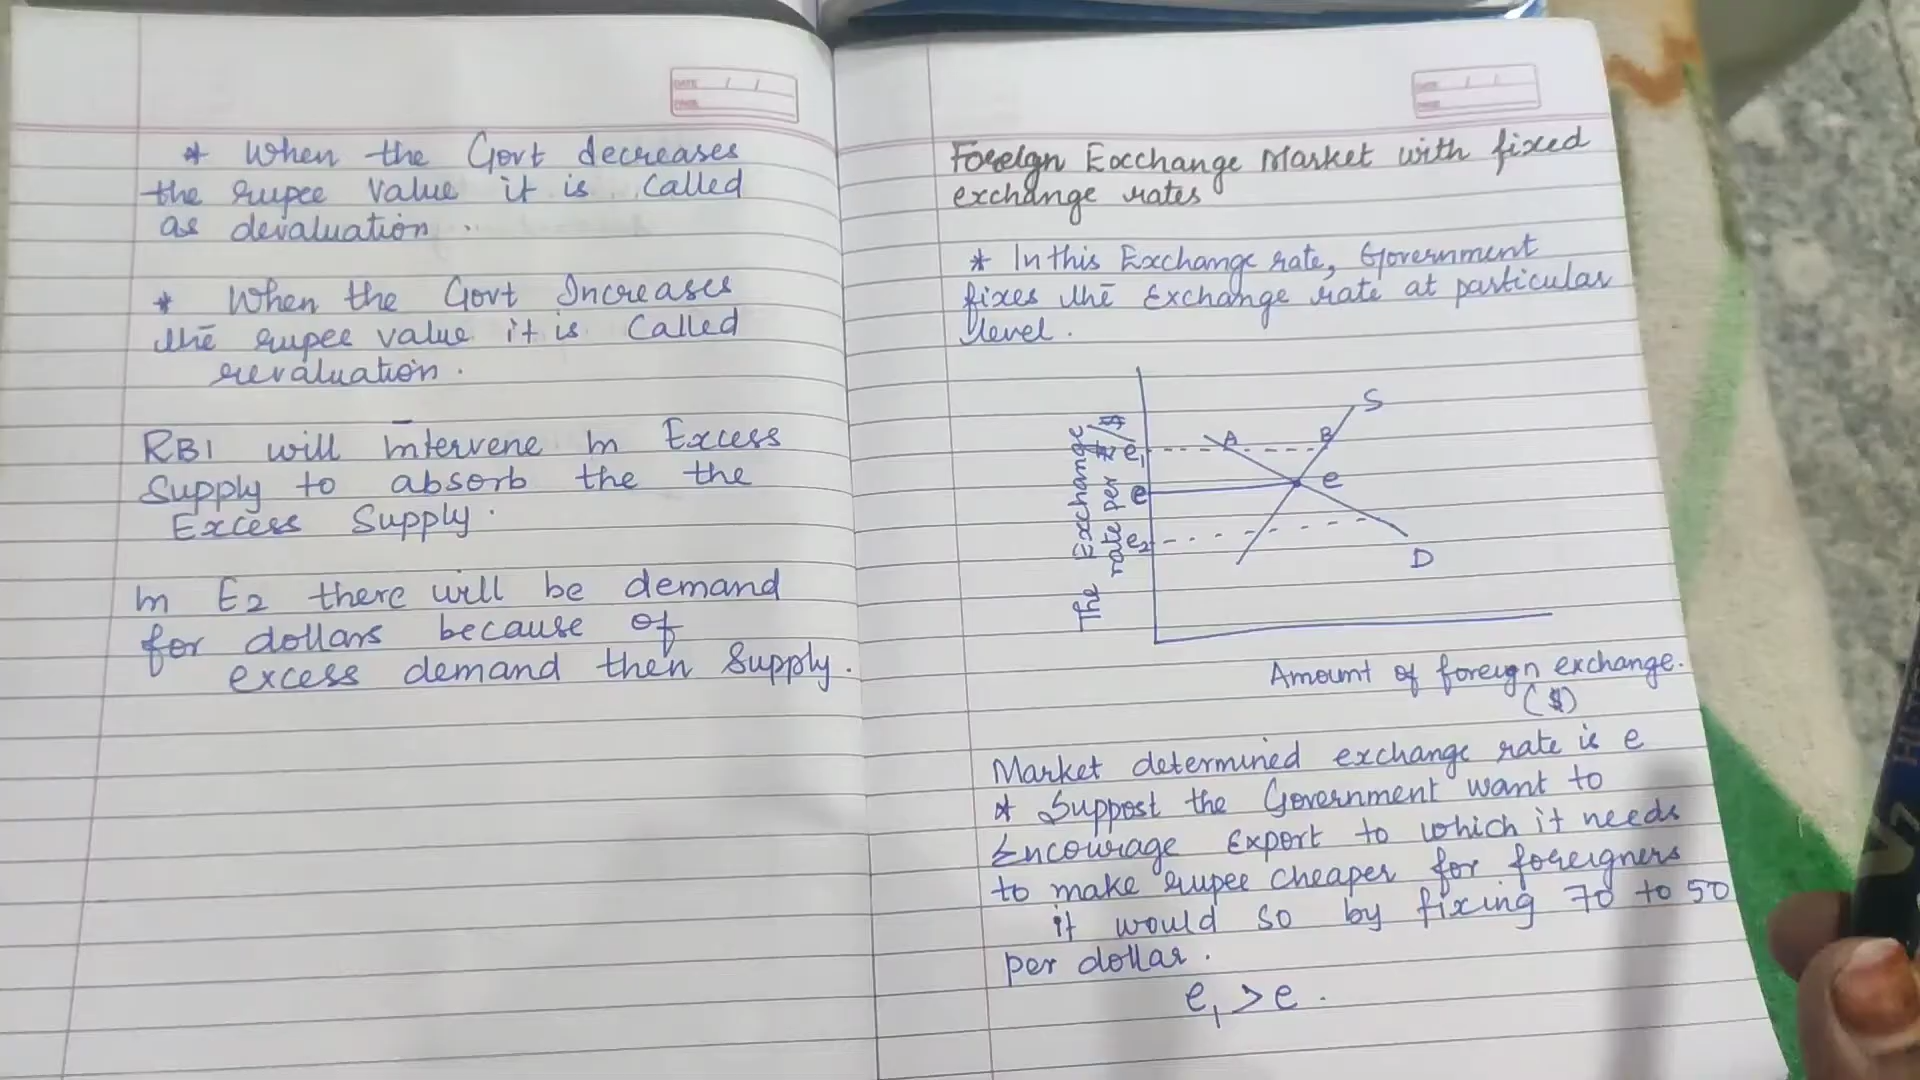 DATE / /
PAGE
* When the Govt decreases
the rupee value it is called
as devaluation.
* When the Govt Increases
the rupee value it is called
revaluation.
RBI will intervene in Excess
Supply to absorb the the
Excess Supply.
In E2 there will be demand
for dollars because of
excess demand then Supply.
DATE / /
PAGE
Foreign Exchange Market with fixed
exchange rates
* In this Exchange rate, Government
fixes the Exchange rate at particular
level.
The Exchange
rate per ₹/$
S
A B
e1
e e
e2
D
Amount of foreign exchange.
($)
Market determined exchange rate is e
* Suppost the Government want to
Encourage Export to which it needs
to make rupee cheaper for foreigners
it would so by fixing 70 to 50
per dollar.
e1 > e.